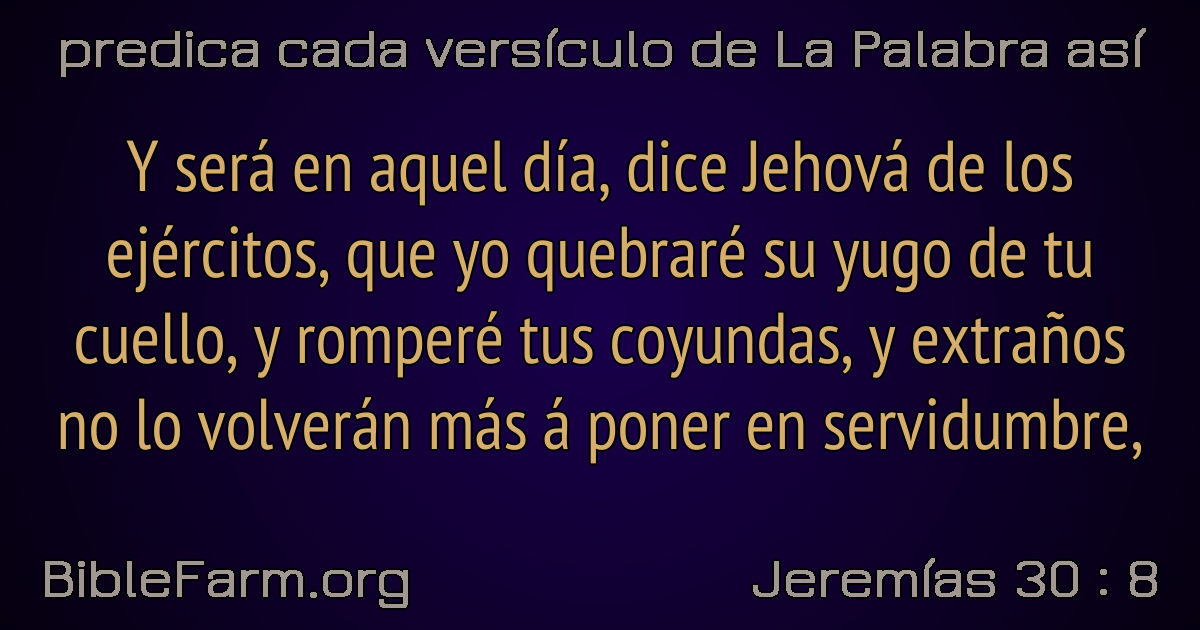 predica cada versículo de La Palabra así
Y será en aquel día, dice Jehová de los
ejércitos, que yo quebraré su yugo de tu
cuello, y romperé tus coyundas, y extraños
no lo volverán más á poner en servidumbre,
BibleFarm.org
Jeremías 30 : 8